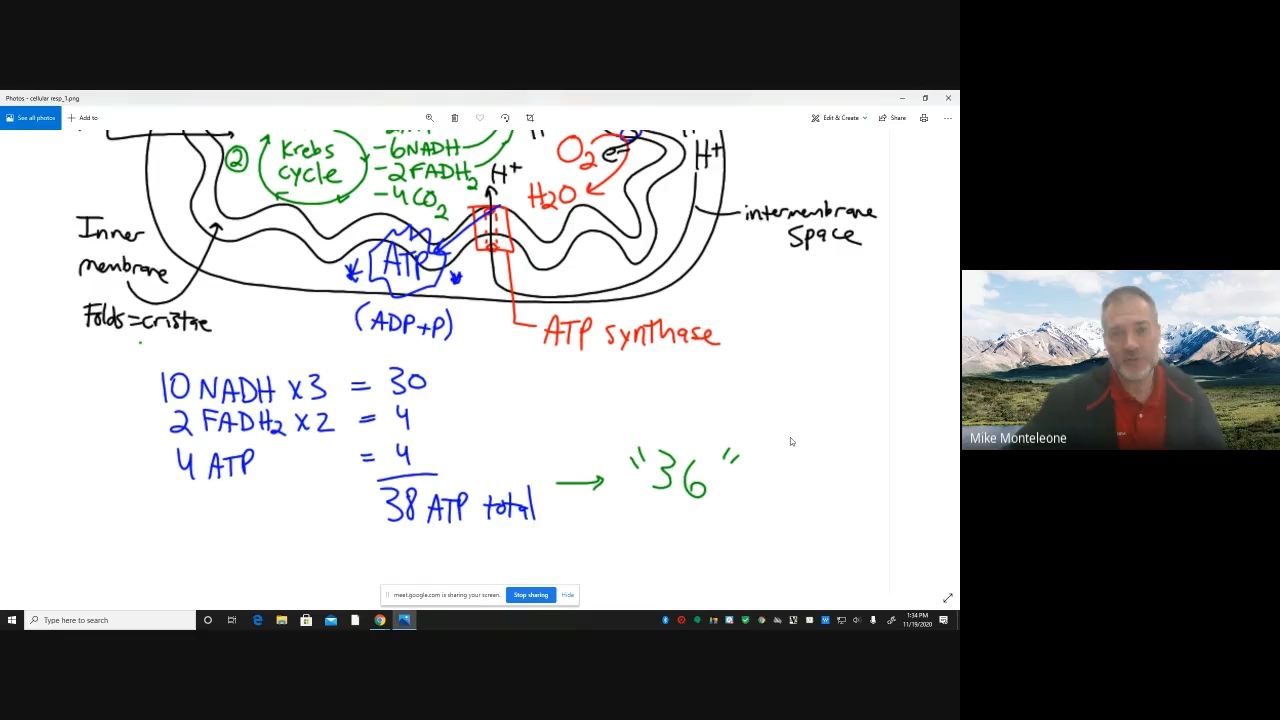 Photos - cellular resp_1.png
See all photos
Add to
Edit & Create
Share
② Krebs cycle
-6NADH
-2FADH₂
-4CO₂
H⁺
O₂
e⁻
H₂O
H⁺
intermembrane
Space
Inner
membrane
Folds=cristae
ATP
(ADP+P)
ATP synthase
10 NADH x3 = 30
2 FADH₂ x2 = 4
4 ATP = 4
38 ATP total → "36"
Mike Monteleone
meet.google.com is sharing your screen.
Stop sharing
Hide
Type here to search
1:34 PM
11/19/2020